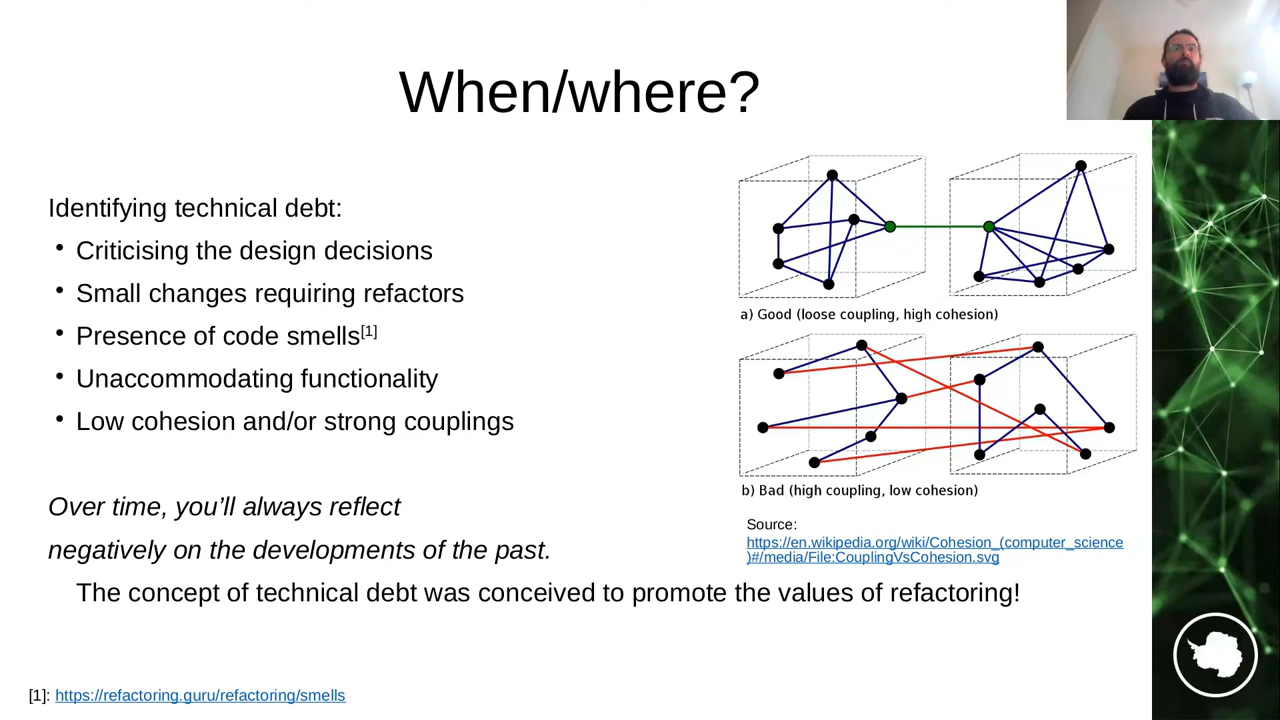 When/where?
Identifying technical debt:
• Criticising the design decisions
• Small changes requiring refactors
• Presence of code smells[1]
• Unaccommodating functionality
• Low cohesion and/or strong couplings
Over time, you’ll always reflect
negatively on the developments of the past.
The concept of technical debt was conceived to promote the values of refactoring!
a) Good (loose coupling, high cohesion)
b) Bad (high coupling, low cohesion)
Source:
https://en.wikipedia.org/wiki/Cohesion_(computer_science
)#/media/File:CouplingVsCohesion.svg
[1]: https://refactoring.guru/refactoring/smells